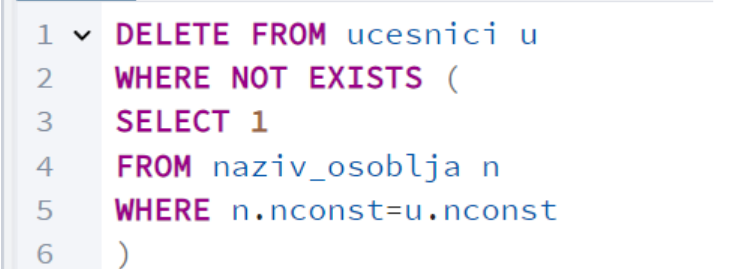 1 DELETE FROM ucesnici u
2 WHERE NOT EXISTS (
3 SELECT 1
4 FROM naziv_osoblja n
5 WHERE n.nconst=u.nconst
6 )